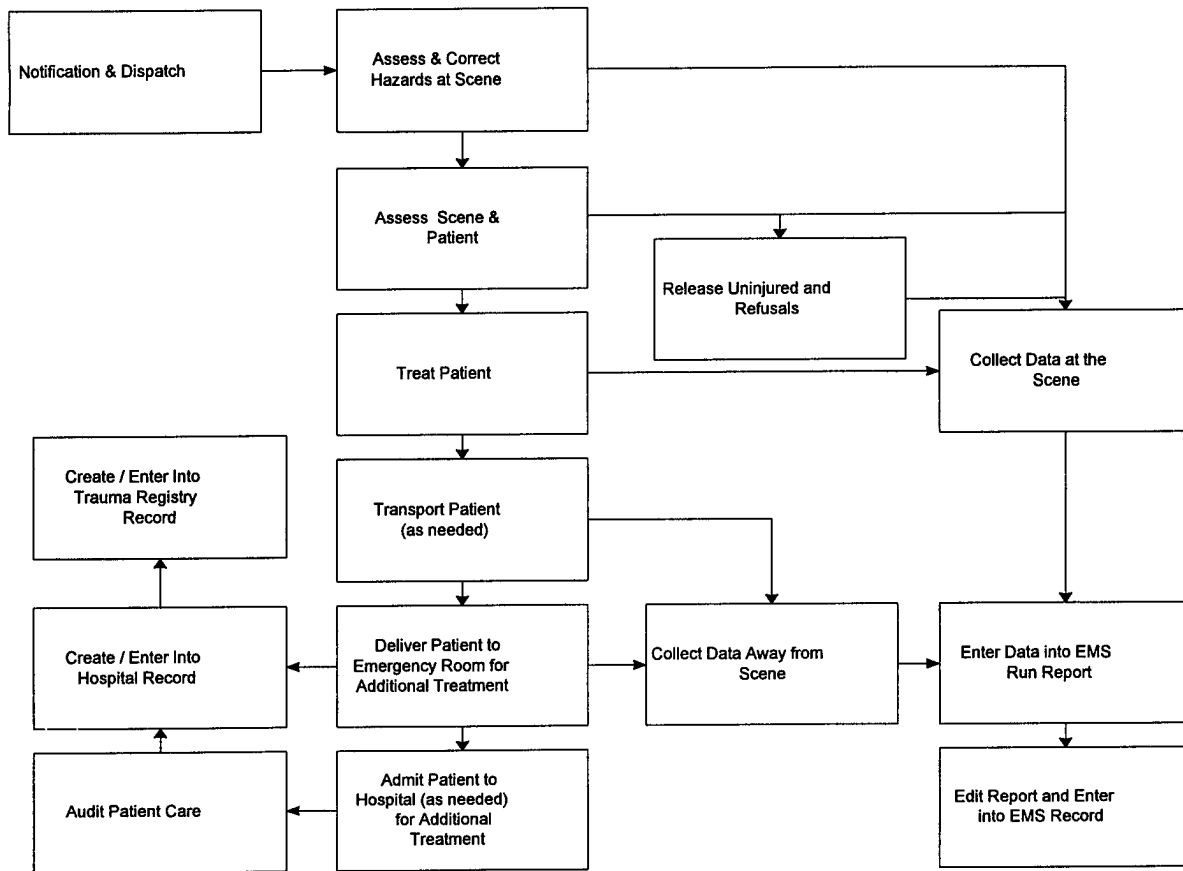 Notification & Dispatch
Assess & Correct
Hazards at Scene
Assess Scene &
Patient
Release Uninjured and
Refusals
Treat Patient
Collect Data at the
Scene
Create / Enter Into
Trauma Registry
Record
Transport Patient
(as needed)
Create / Enter Into
Hospital Record
Deliver Patient to
Emergency Room for
Additional Treatment
Collect Data Away from
Scene
Enter Data into EMS
Run Report
Audit Patient Care
Admit Patient to
Hospital (as needed)
for Additional
Treatment
Edit Report and Enter
into EMS Record